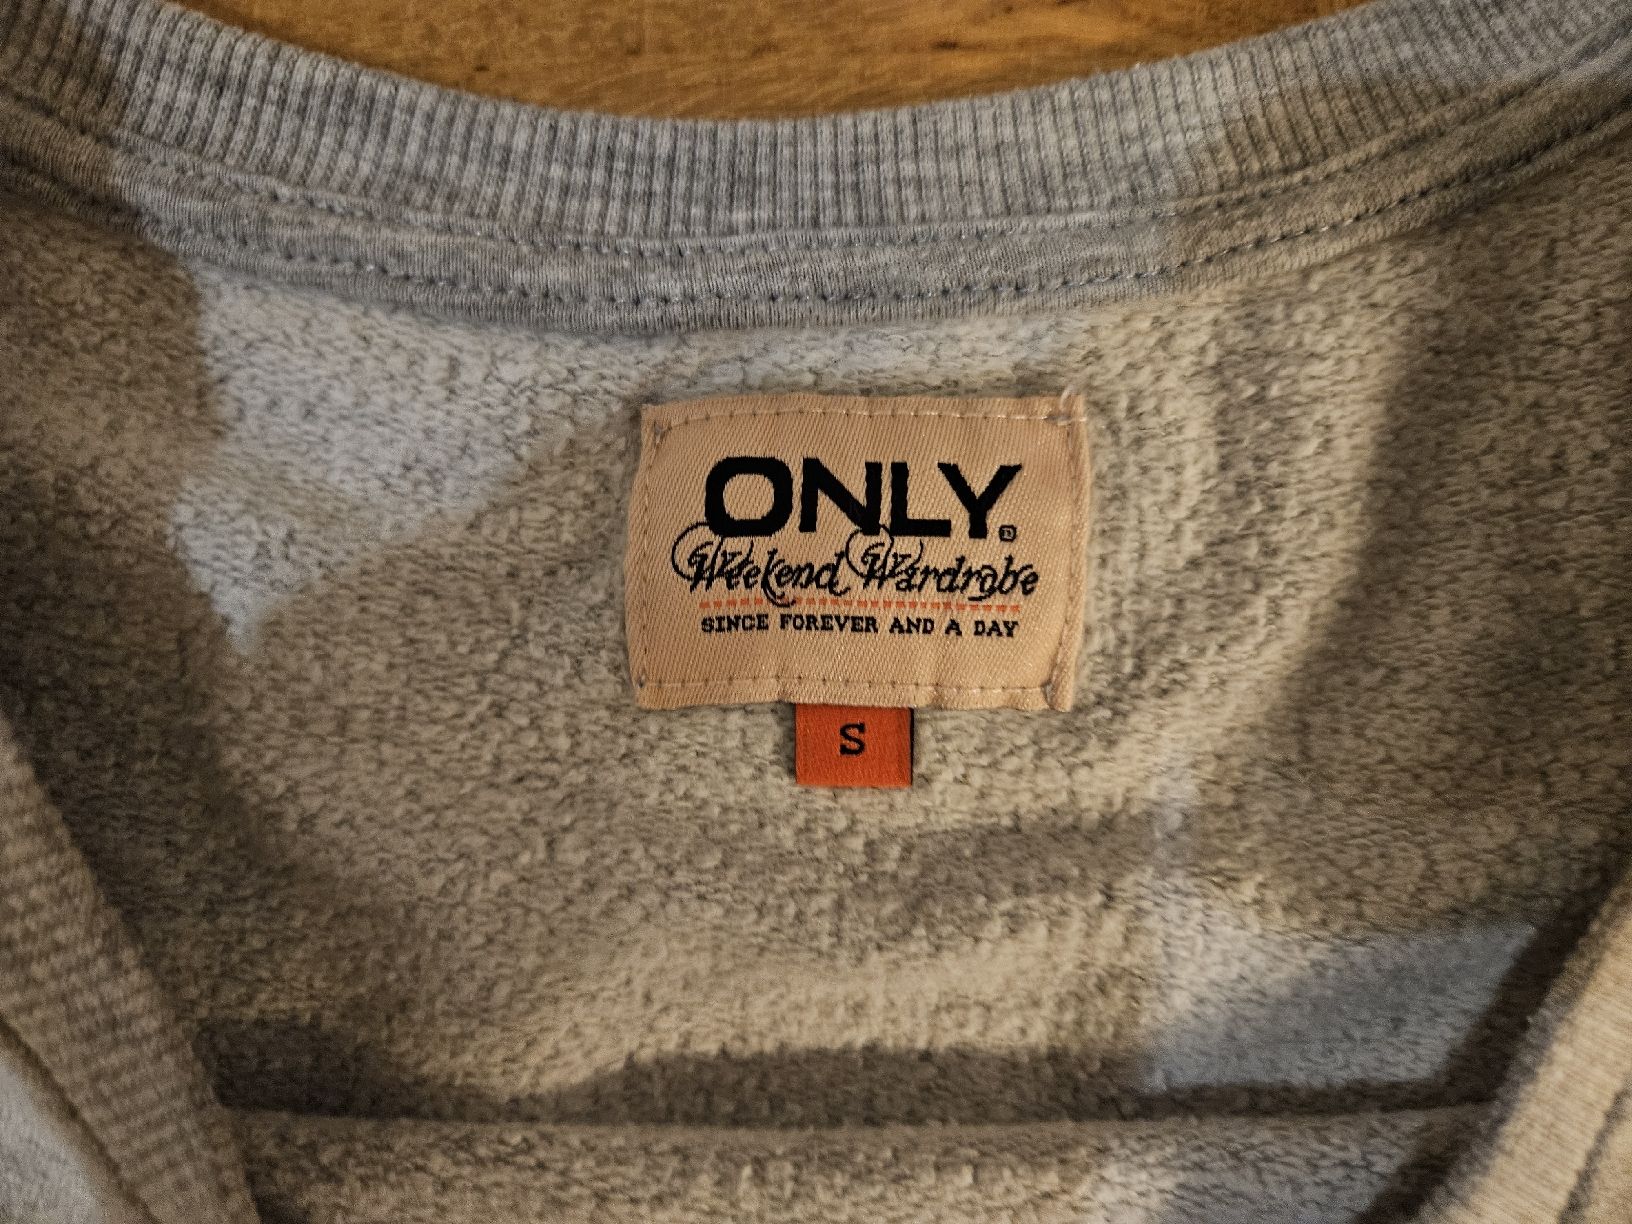 ONLY®
Weekend Wardrobe
SINCE FOREVER AND A DAY
S